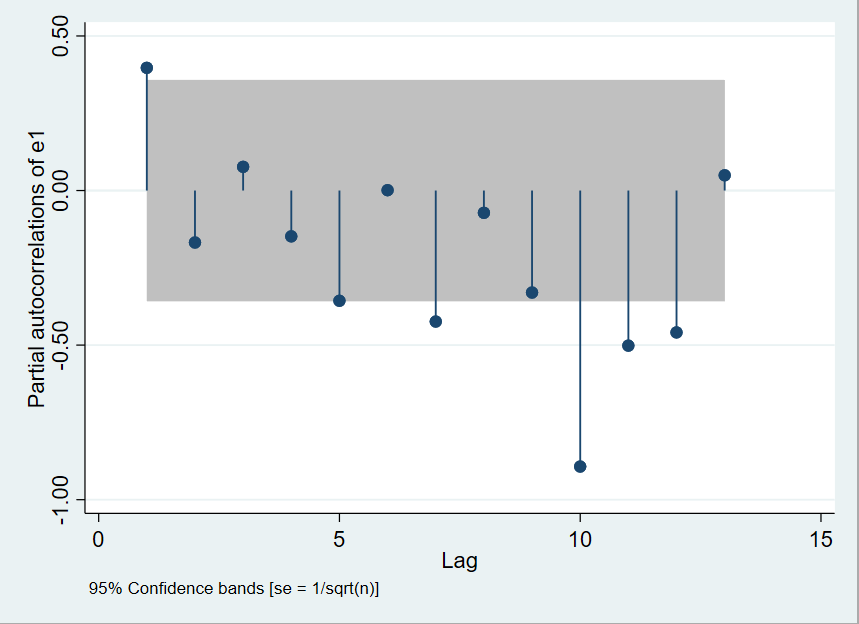 Partial autocorrelations of e1
0.50
0.00
-0.50
-1.00
0
5
10
15
Lag
95% Confidence bands [se = 1/sqrt(n)]